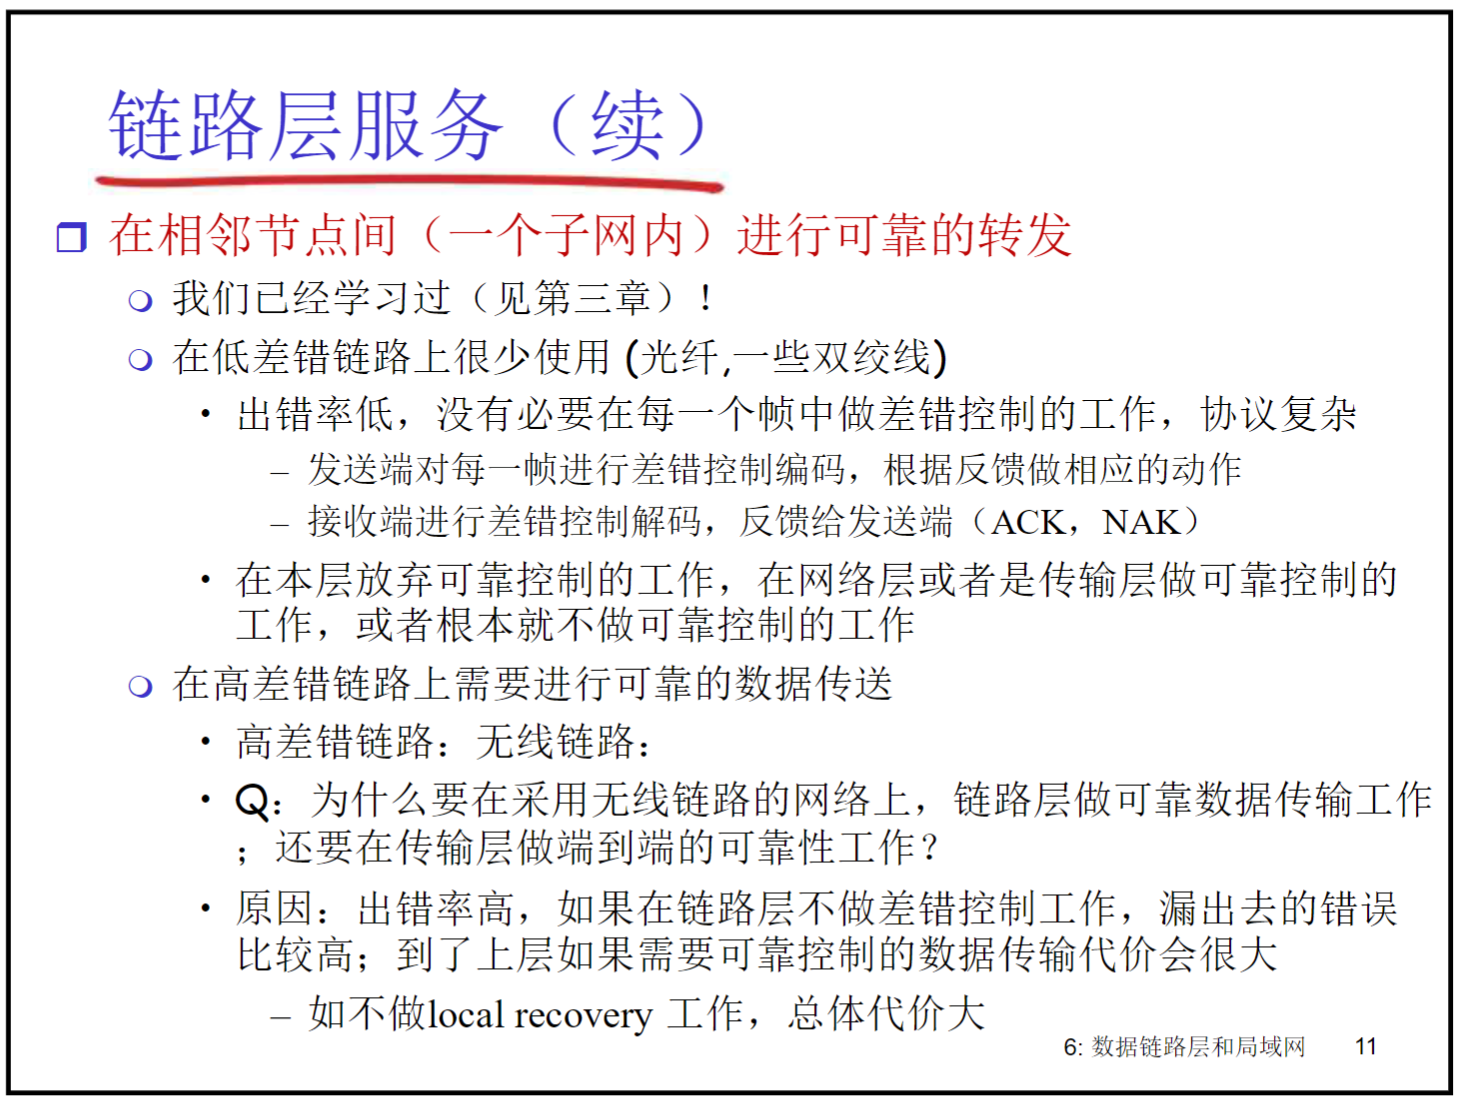 链路层服务（续）
在相邻节点间（一个子网内）进行可靠的转发
我们已经学习过（见第三章）！
在低差错链路上很少使用 (光纤,一些双绞线)
• 出错率低，没有必要在每一个帧中做差错控制的工作，协议复杂
– 发送端对每一帧进行差错控制编码，根据反馈做相应的动作
– 接收端进行差错控制解码，反馈给发送端（ACK，NAK）
• 在本层放弃可靠控制的工作，在网络层或者是传输层做可靠控制的
工作，或者根本就不做可靠控制的工作
在高差错链路上需要进行可靠的数据传送
• 高差错链路：无线链路：
• Q：为什么要在采用无线链路的网络上，链路层做可靠数据传输工作
；还要在传输层做端到端的可靠性工作？
• 原因：出错率高，如果在链路层不做差错控制工作，漏出去的错误
比较高；到了上层如果需要可靠控制的数据传输代价会很大
– 如不做local recovery 工作，总体代价大
6: 数据链路层和局域网 11